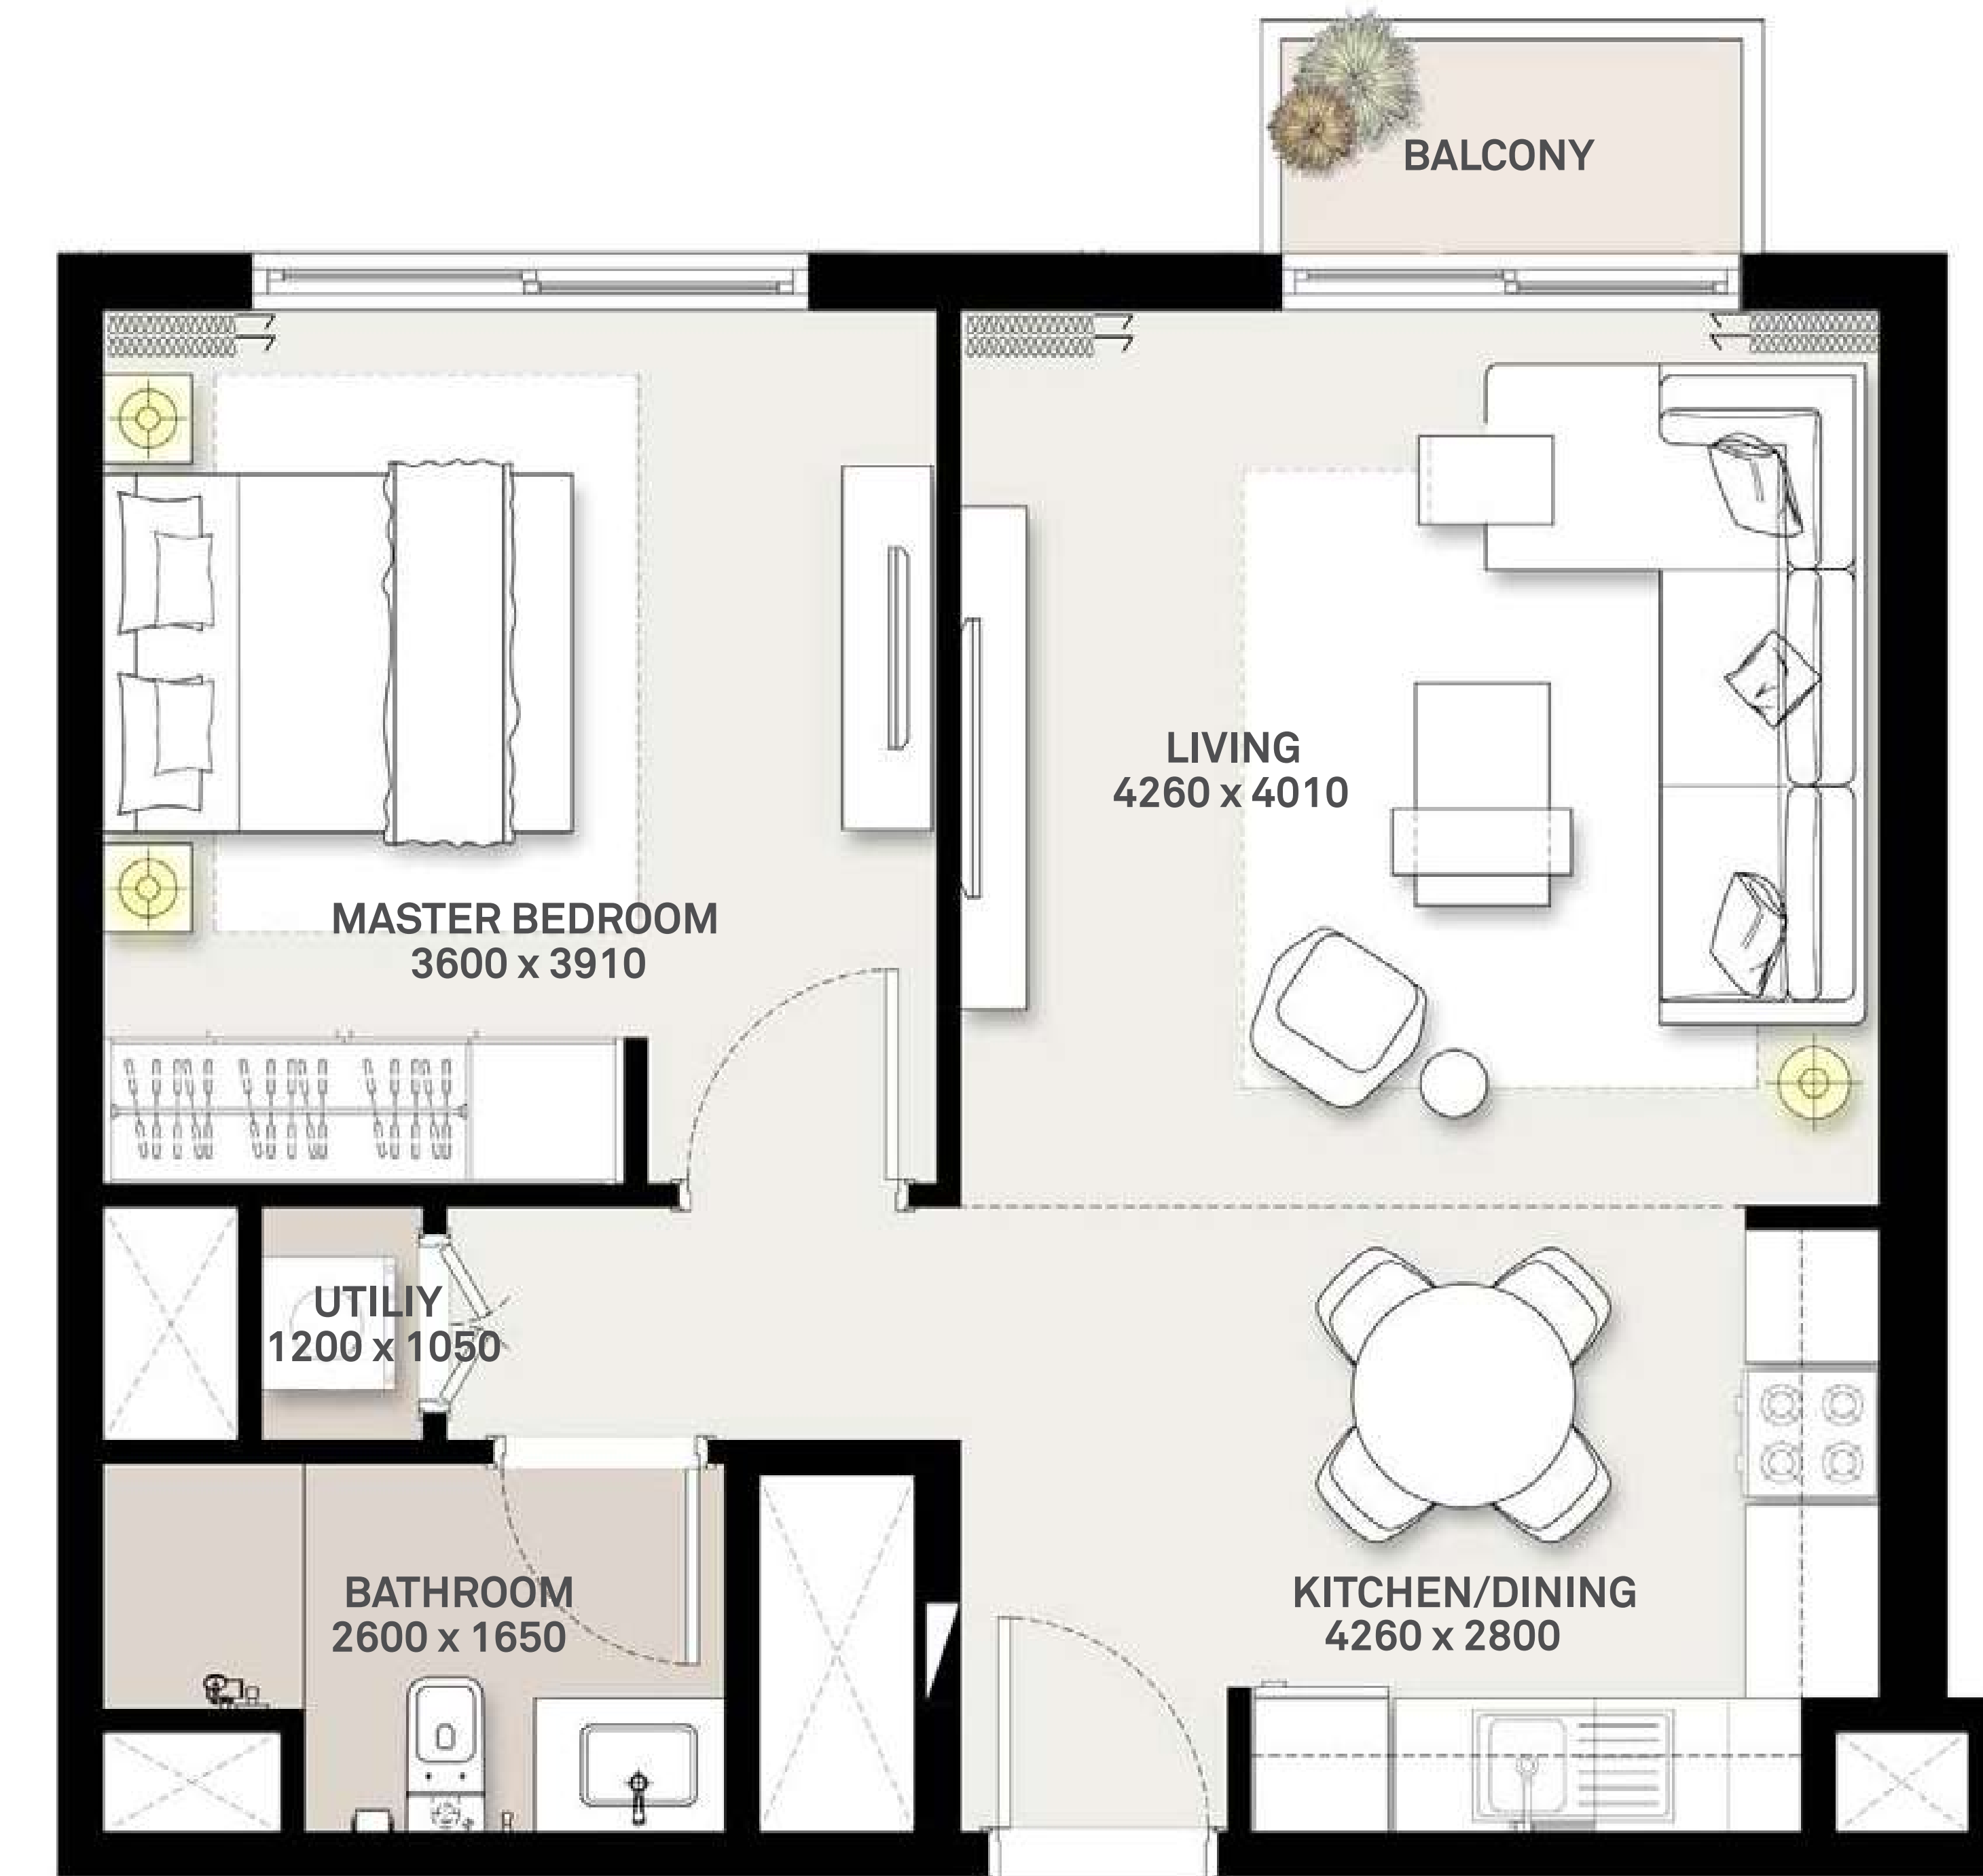 BALCONY
LIVING
4260 x 4010
MASTER BEDROOM
3600 x 3910
UTILIY
1200 x 1050
BATHROOM
2600 x 1650
KITCHEN/DINING
4260 x 2800